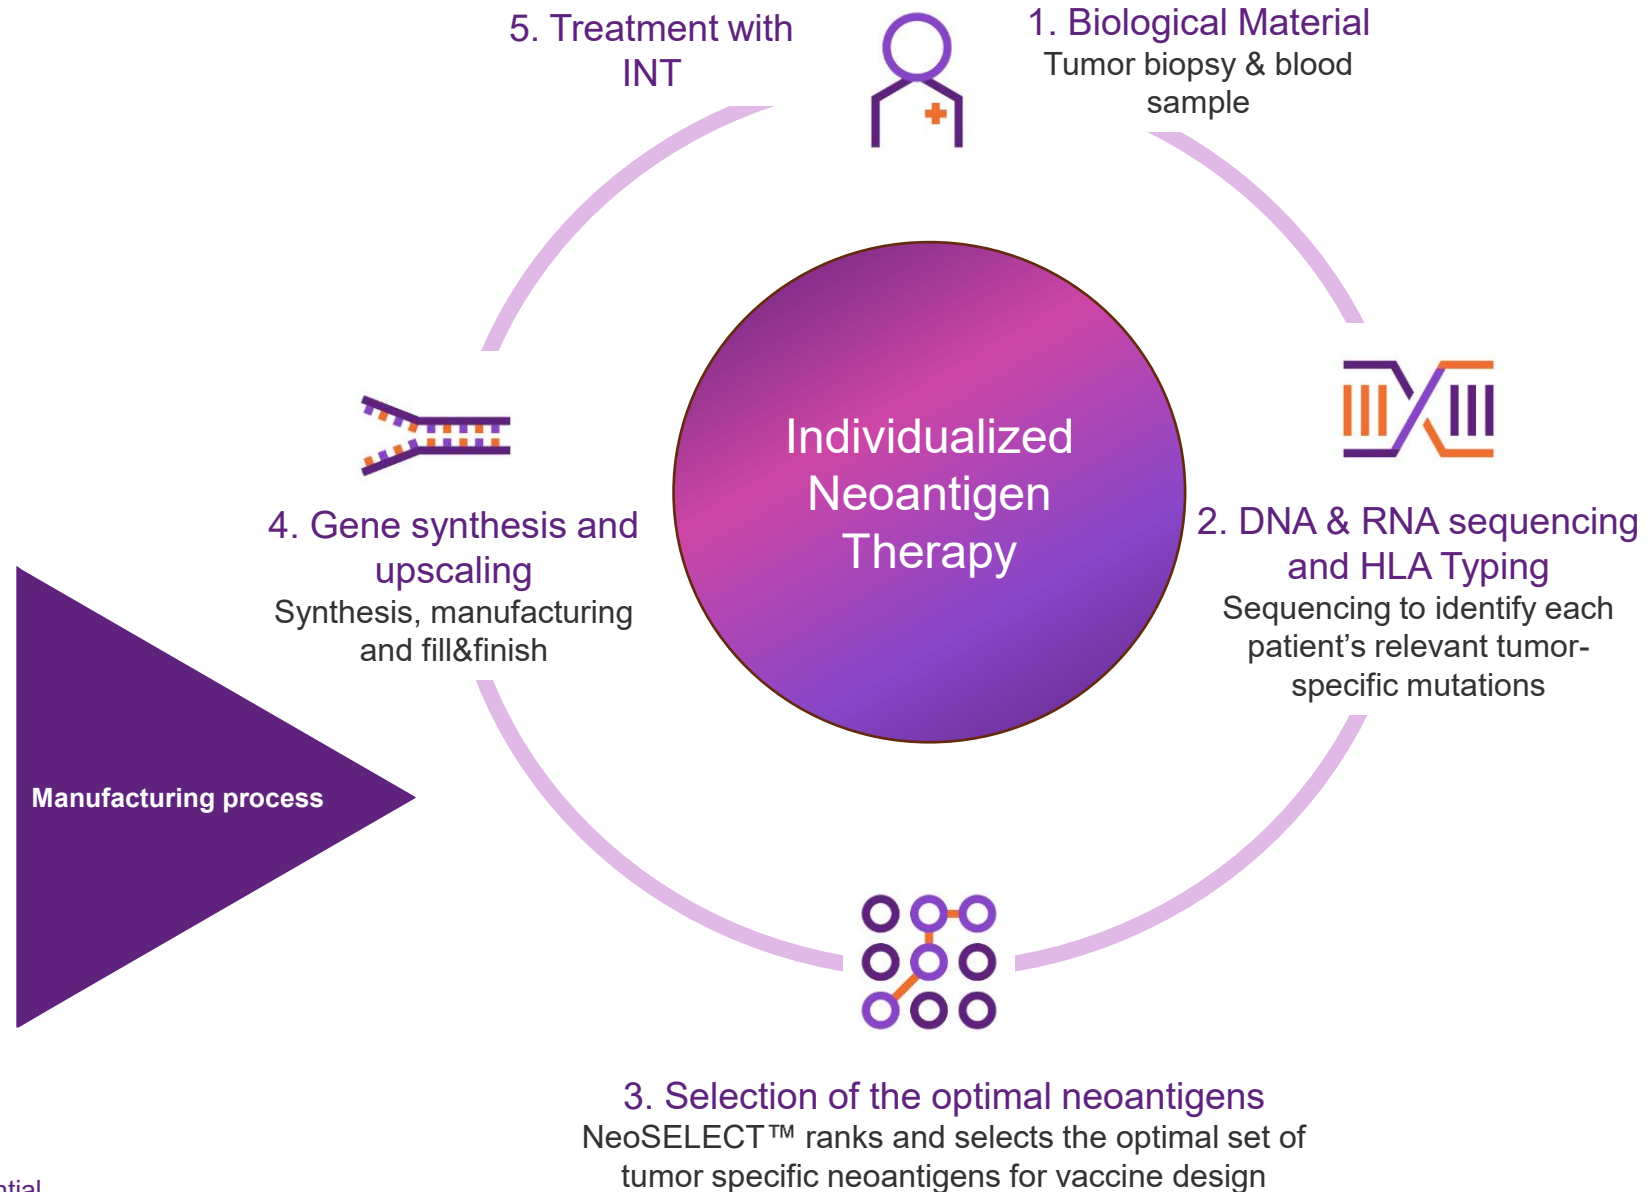 5. Treatment with
INT
1. Biological Material
Tumor biopsy & blood
sample
Individualized
Neoantigen
Therapy
2. DNA & RNA sequencing
and HLA Typing
Sequencing to identify each
patient’s relevant tumor-
specific mutations
4. Gene synthesis and
upscaling
Synthesis, manufacturing
and fill&finish
Manufacturing process
3. Selection of the optimal neoantigens
NeoSELECT™ ranks and selects the optimal set of
tumor specific neoantigens for vaccine design